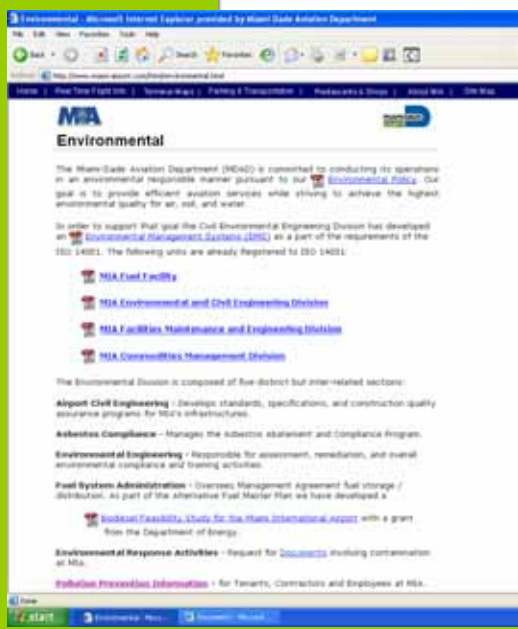 Environmental - Microsoft Internet Explorer provided by Miami Dade Aviation Department
File Edit View Favorites Tools Help
Back Search Favorites
Home | Real Time Flight Info | Terminal Maps | Parking & Transportation | Restaurants & Shops | About MIA | Site Map
MIA
Environmental
The Miami-Dade Aviation Department (MDAD) is committed to conducting its operations
in an environmental responsible manner pursuant to our Environmental Policy. Our
goal is to provide efficient aviation services while striving to achieve the highest
environmental quality for air, soil, and water.
In order to support that goal the Civil Environmental Engineering Division has developed
an Environmental Management Systems (EMS) as a part of the requirements of the
ISO 14001. The following units are already Registered to ISO 14001:
MIA Fuel Facility
MIA Environmental and Civil Engineering Division
MIA Facilities Maintenance and Engineering Division
MIA Commodities Management Division
The Environmental Division is composed of five distinct but inter-related sections:
Airport Civil Engineering - Develops standards, specifications, and construction quality
assurance programs for MIA's infrastructures.
Asbestos Compliance - Manages the Asbestos Abatement and Compliance Program.
Environmental Engineering - Responsible for assessment, remediation, and overall
environmental compliance and training activities.
Fuel System Administration - Oversees Management Agreement fuel storage /
distribution. As part of the Alternative Fuel Master Plan we have developed a
Biodiesel Feasibility Study for the Miami International Airport with a grant
from the Department of Energy.
Environmental Response Activities - Request for Documents involving contamination
at MIA.
Pollution Prevention Information - for Tenants, Contractors and Employees at MIA.
Done
start Environmental - Micr...